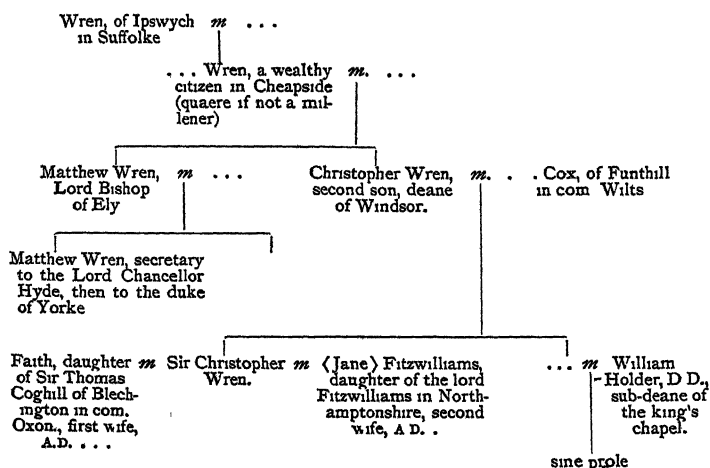 Wren, of Ipswych m ...
in Suffolke
... Wren, a wealthy m. ...
citizen in Cheapside
(quaere if not a mil-
lener)
Matthew Wren, m ...
Lord Bishop
of Ely
Christopher Wren, m. . . Cox, of Funthill
second son, deane in com Wilts
of Windsor.
Matthew Wren, secretary
to the Lord Chancellor
Hyde, then to the duke
of Yorke
Faith, daughter m Sir Christopher m ⟨Jane⟩ Fitzwilliams,
of Sir Thomas Wren. daughter of the lord
Coghill of Blech- Fitzwilliams in North-
ington in com. amptonshire, second
Oxon., first wife, wife, A D. .
A.D. . . . .
... m William
Holder, D D.,
sub-deane of
the king's
chapel.
sine prole